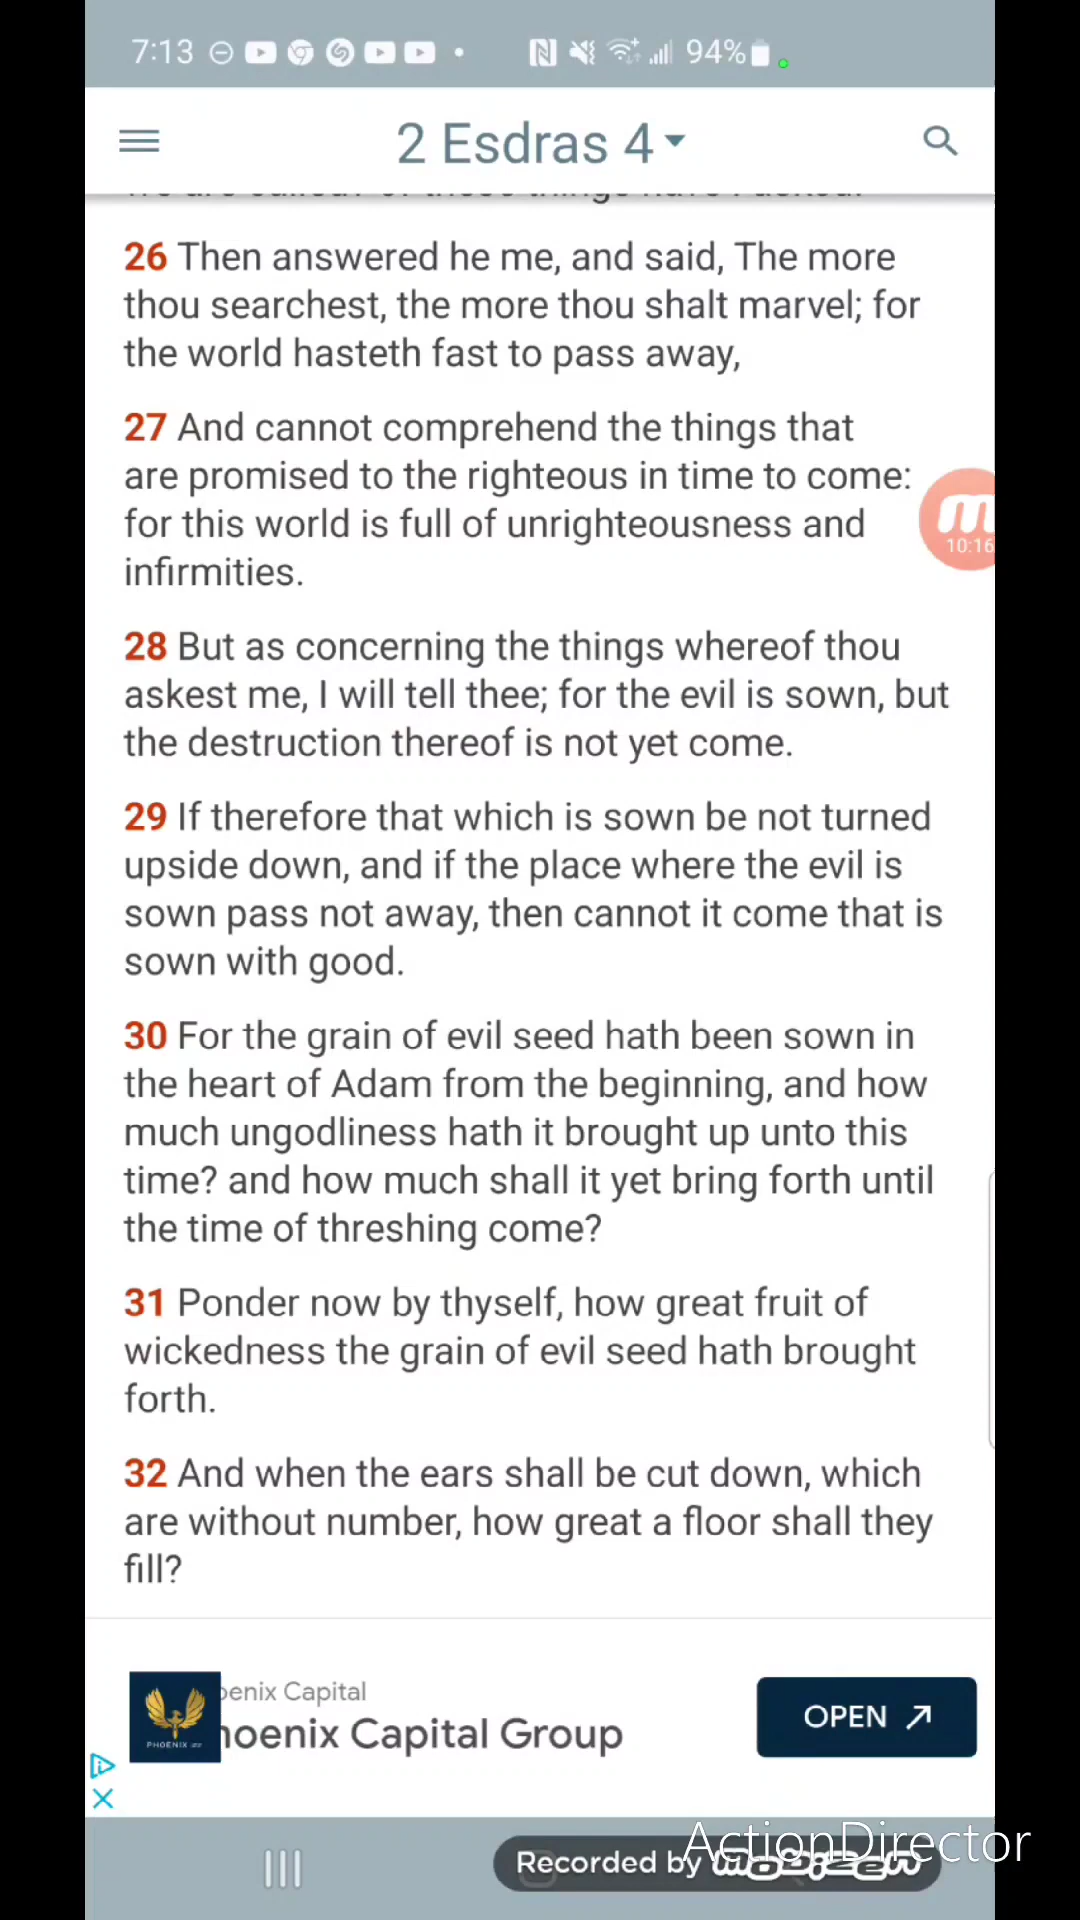 7:13
94%
2 Esdras 4
26 Then answered he me, and said, The more
thou searchest, the more thou shalt marvel; for
the world hasteth fast to pass away,
27 And cannot comprehend the things that
are promised to the righteous in time to come:
for this world is full of unrighteousness and
infirmities.
10:16
28 But as concerning the things whereof thou
askest me, I will tell thee; for the evil is sown, but
the destruction thereof is not yet come.
29 If therefore that which is sown be not turned
upside down, and if the place where the evil is
sown pass not away, then cannot it come that is
sown with good.
30 For the grain of evil seed hath been sown in
the heart of Adam from the beginning, and how
much ungodliness hath it brought up unto this
time? and how much shall it yet bring forth until
the time of threshing come?
31 Ponder now by thyself, how great fruit of
wickedness the grain of evil seed hath brought
forth.
32 And when the ears shall be cut down, which
are without number, how great a floor shall they
fill?
oenix Capital
hoenix Capital Group
PHOENIX
OPEN
ActionDirector
Recorded by mobizen